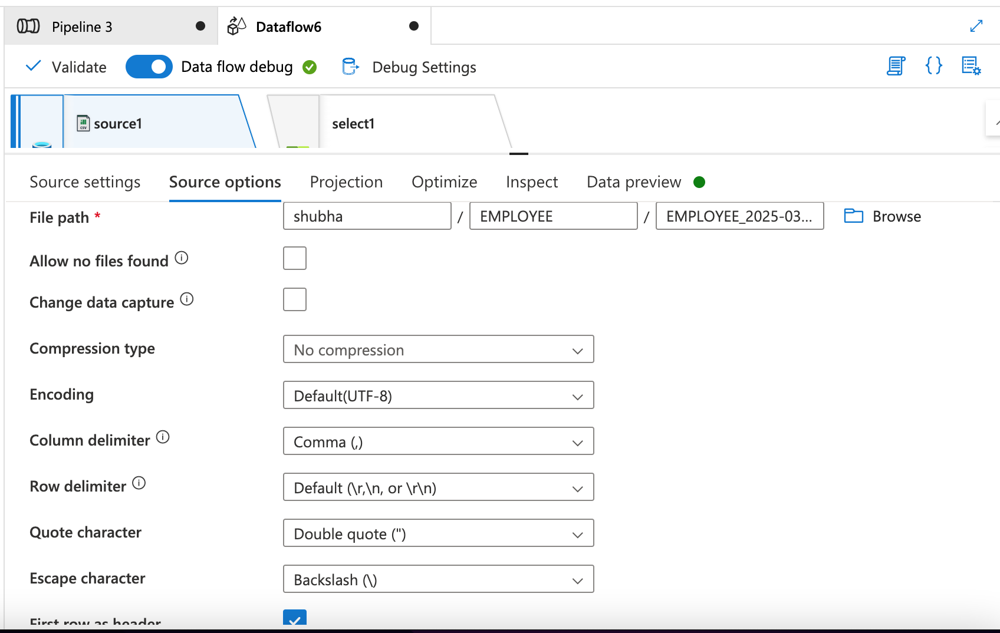 Pipeline 3
Dataflow6
Validate Data flow debug Debug Settings
CSV source1 select1
Source settings Source options Projection Optimize Inspect Data preview
File path * shubha / EMPLOYEE / EMPLOYEE_2025-03... Browse
Allow no files found
Change data capture
Compression type No compression
Encoding Default(UTF-8)
Column delimiter Comma (,)
Row delimiter Default (\r,\n, or \r\n)
Quote character Double quote (")
Escape character Backslash (\)
First row as header